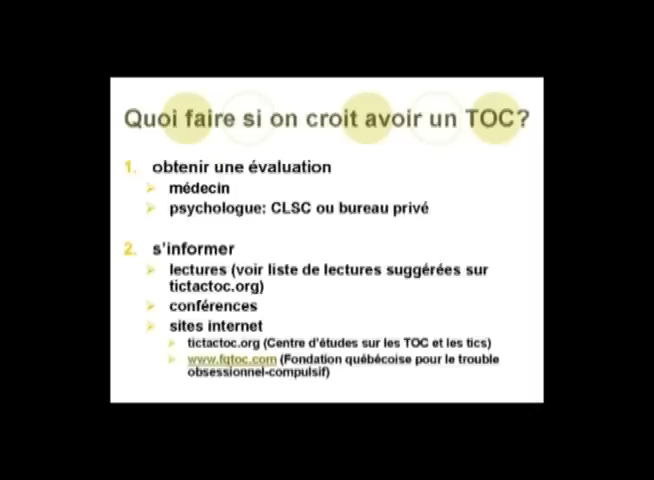 Quoi faire si on croit avoir un TOC?
1. obtenir une évaluation
médecin
psychologue: CLSC ou bureau privé
2. s'informer
lectures (voir liste de lectures suggérées sur
tictactoc.org)
conférences
sites internet
tictactoc.org (Centre d'études sur les TOC et les tics)
www.fqtoc.com (Fondation québécoise pour le trouble
obsessionnel-compulsif)